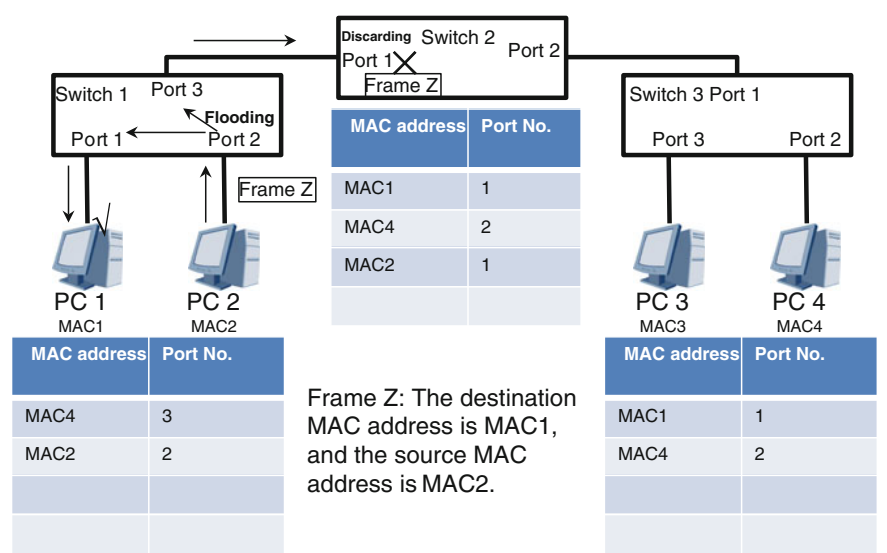 Discarding Switch 2
Port 1 Port 2
Frame Z
Switch 1 Port 3
Flooding
Port 1 Port 2
Frame Z
Switch 3 Port 1
Port 3 Port 2
MAC address Port No.
MAC1 1
MAC4 2
MAC2 1
PC 1
MAC1
PC 2
MAC2
PC 3
MAC3
PC 4
MAC4
MAC address Port No.
MAC4 3
MAC2 2
Frame Z: The destination
MAC address is MAC1,
and the source MAC
address is MAC2.
MAC address Port No.
MAC1 1
MAC4 2